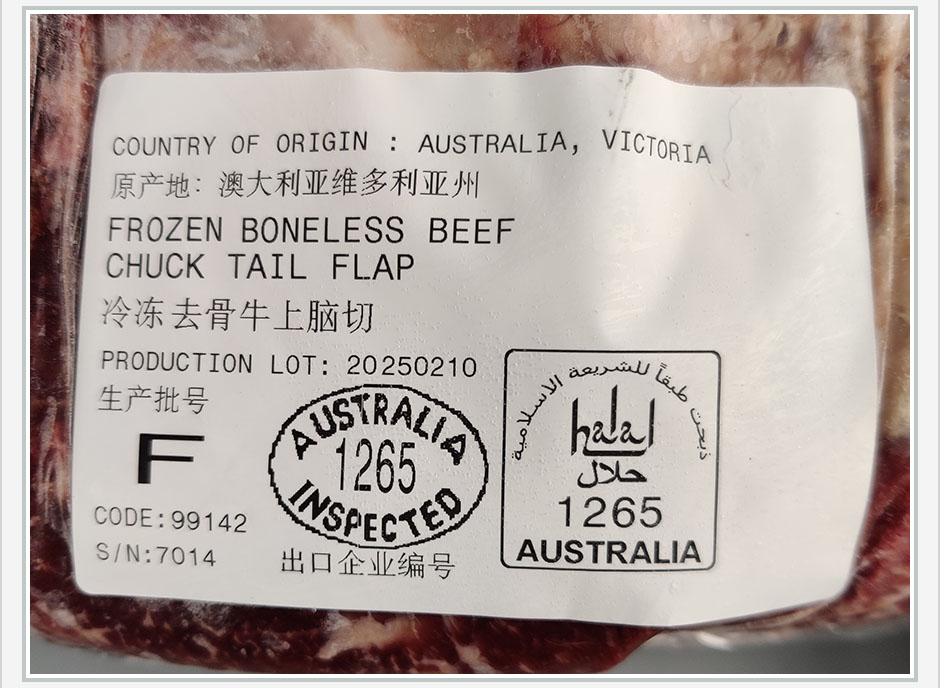 COUNTRY OF ORIGIN : AUSTRALIA, VICTORIA
原产地: 澳大利亚维多利亚州
FROZEN BONELESS BEEF
CHUCK TAIL FLAP
冷冻去骨牛上脑切
PRODUCTION LOT: 20250210
生产批号
F
CODE:99142
S/N:7014
AUSTRALIA
1265
INSPECTED
出口企业编号
ذبحت طبقاً للشريعة الاسلامية
halal
حلال
1265
AUSTRALIA